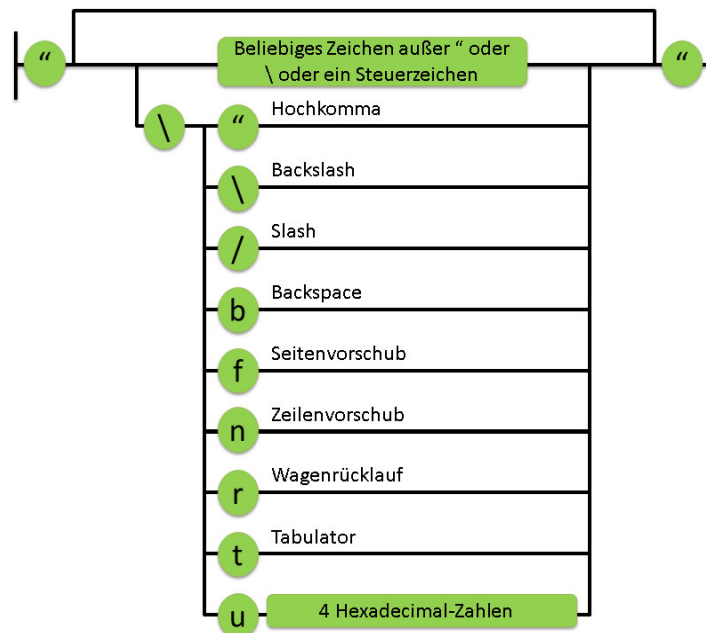 “
Beliebiges Zeichen außer “ oder
\ oder ein Steuerzeichen
“
\
“
Hochkomma
\
Backslash
/
Slash
b
Backspace
f
Seitenvorschub
n
Zeilenvorschub
r
Wagenrücklauf
t
Tabulator
u
4 Hexadecimal-Zahlen